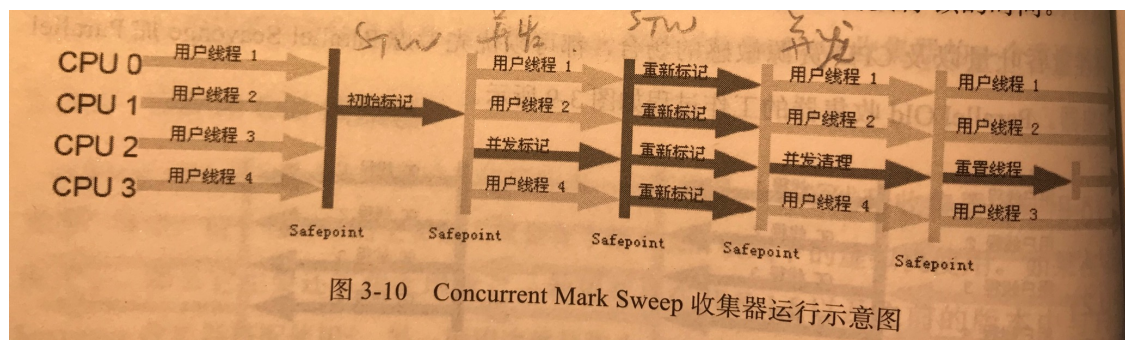 STW 并发 STW 并发
CPU 0 用户线程 1 用户线程 1 重新标记 用户线程 1 用户线程 1
CPU 1 用户线程 2 初始标记 用户线程 2 重新标记 用户线程 2 用户线程 2
CPU 2 用户线程 3 并发标记 重新标记 并发清理 重置线程
CPU 3 用户线程 4 用户线程 4 重新标记 用户线程 4 用户线程 3
Safepoint Safepoint Safepoint Safepoint Safepoint
图 3-10 Concurrent Mark Sweep 收集器运行示意图